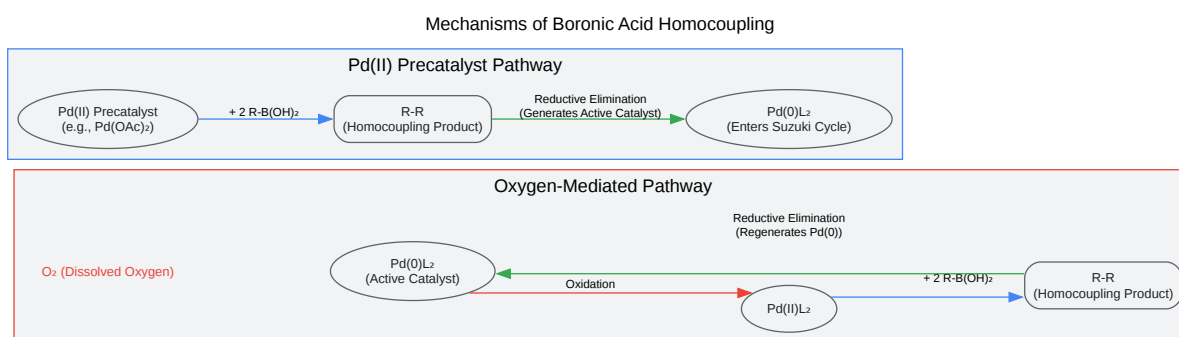 Mechanisms of Boronic Acid Homocoupling
Pd(II) Precatalyst Pathway
Pd(II) Precatalyst
(e.g., Pd(OAc)₂)
+ 2 R-B(OH)₂
R-R
(Homocoupling Product)
Reductive Elimination
(Generates Active Catalyst)
Pd(0)L₂
(Enters Suzuki Cycle)
Oxygen-Mediated Pathway
Reductive Elimination
(Regenerates Pd(0))
O₂ (Dissolved Oxygen)
Pd(0)L₂
(Active Catalyst)
Oxidation
Pd(II)L₂
+ 2 R-B(OH)₂
R-R
(Homocoupling Product)